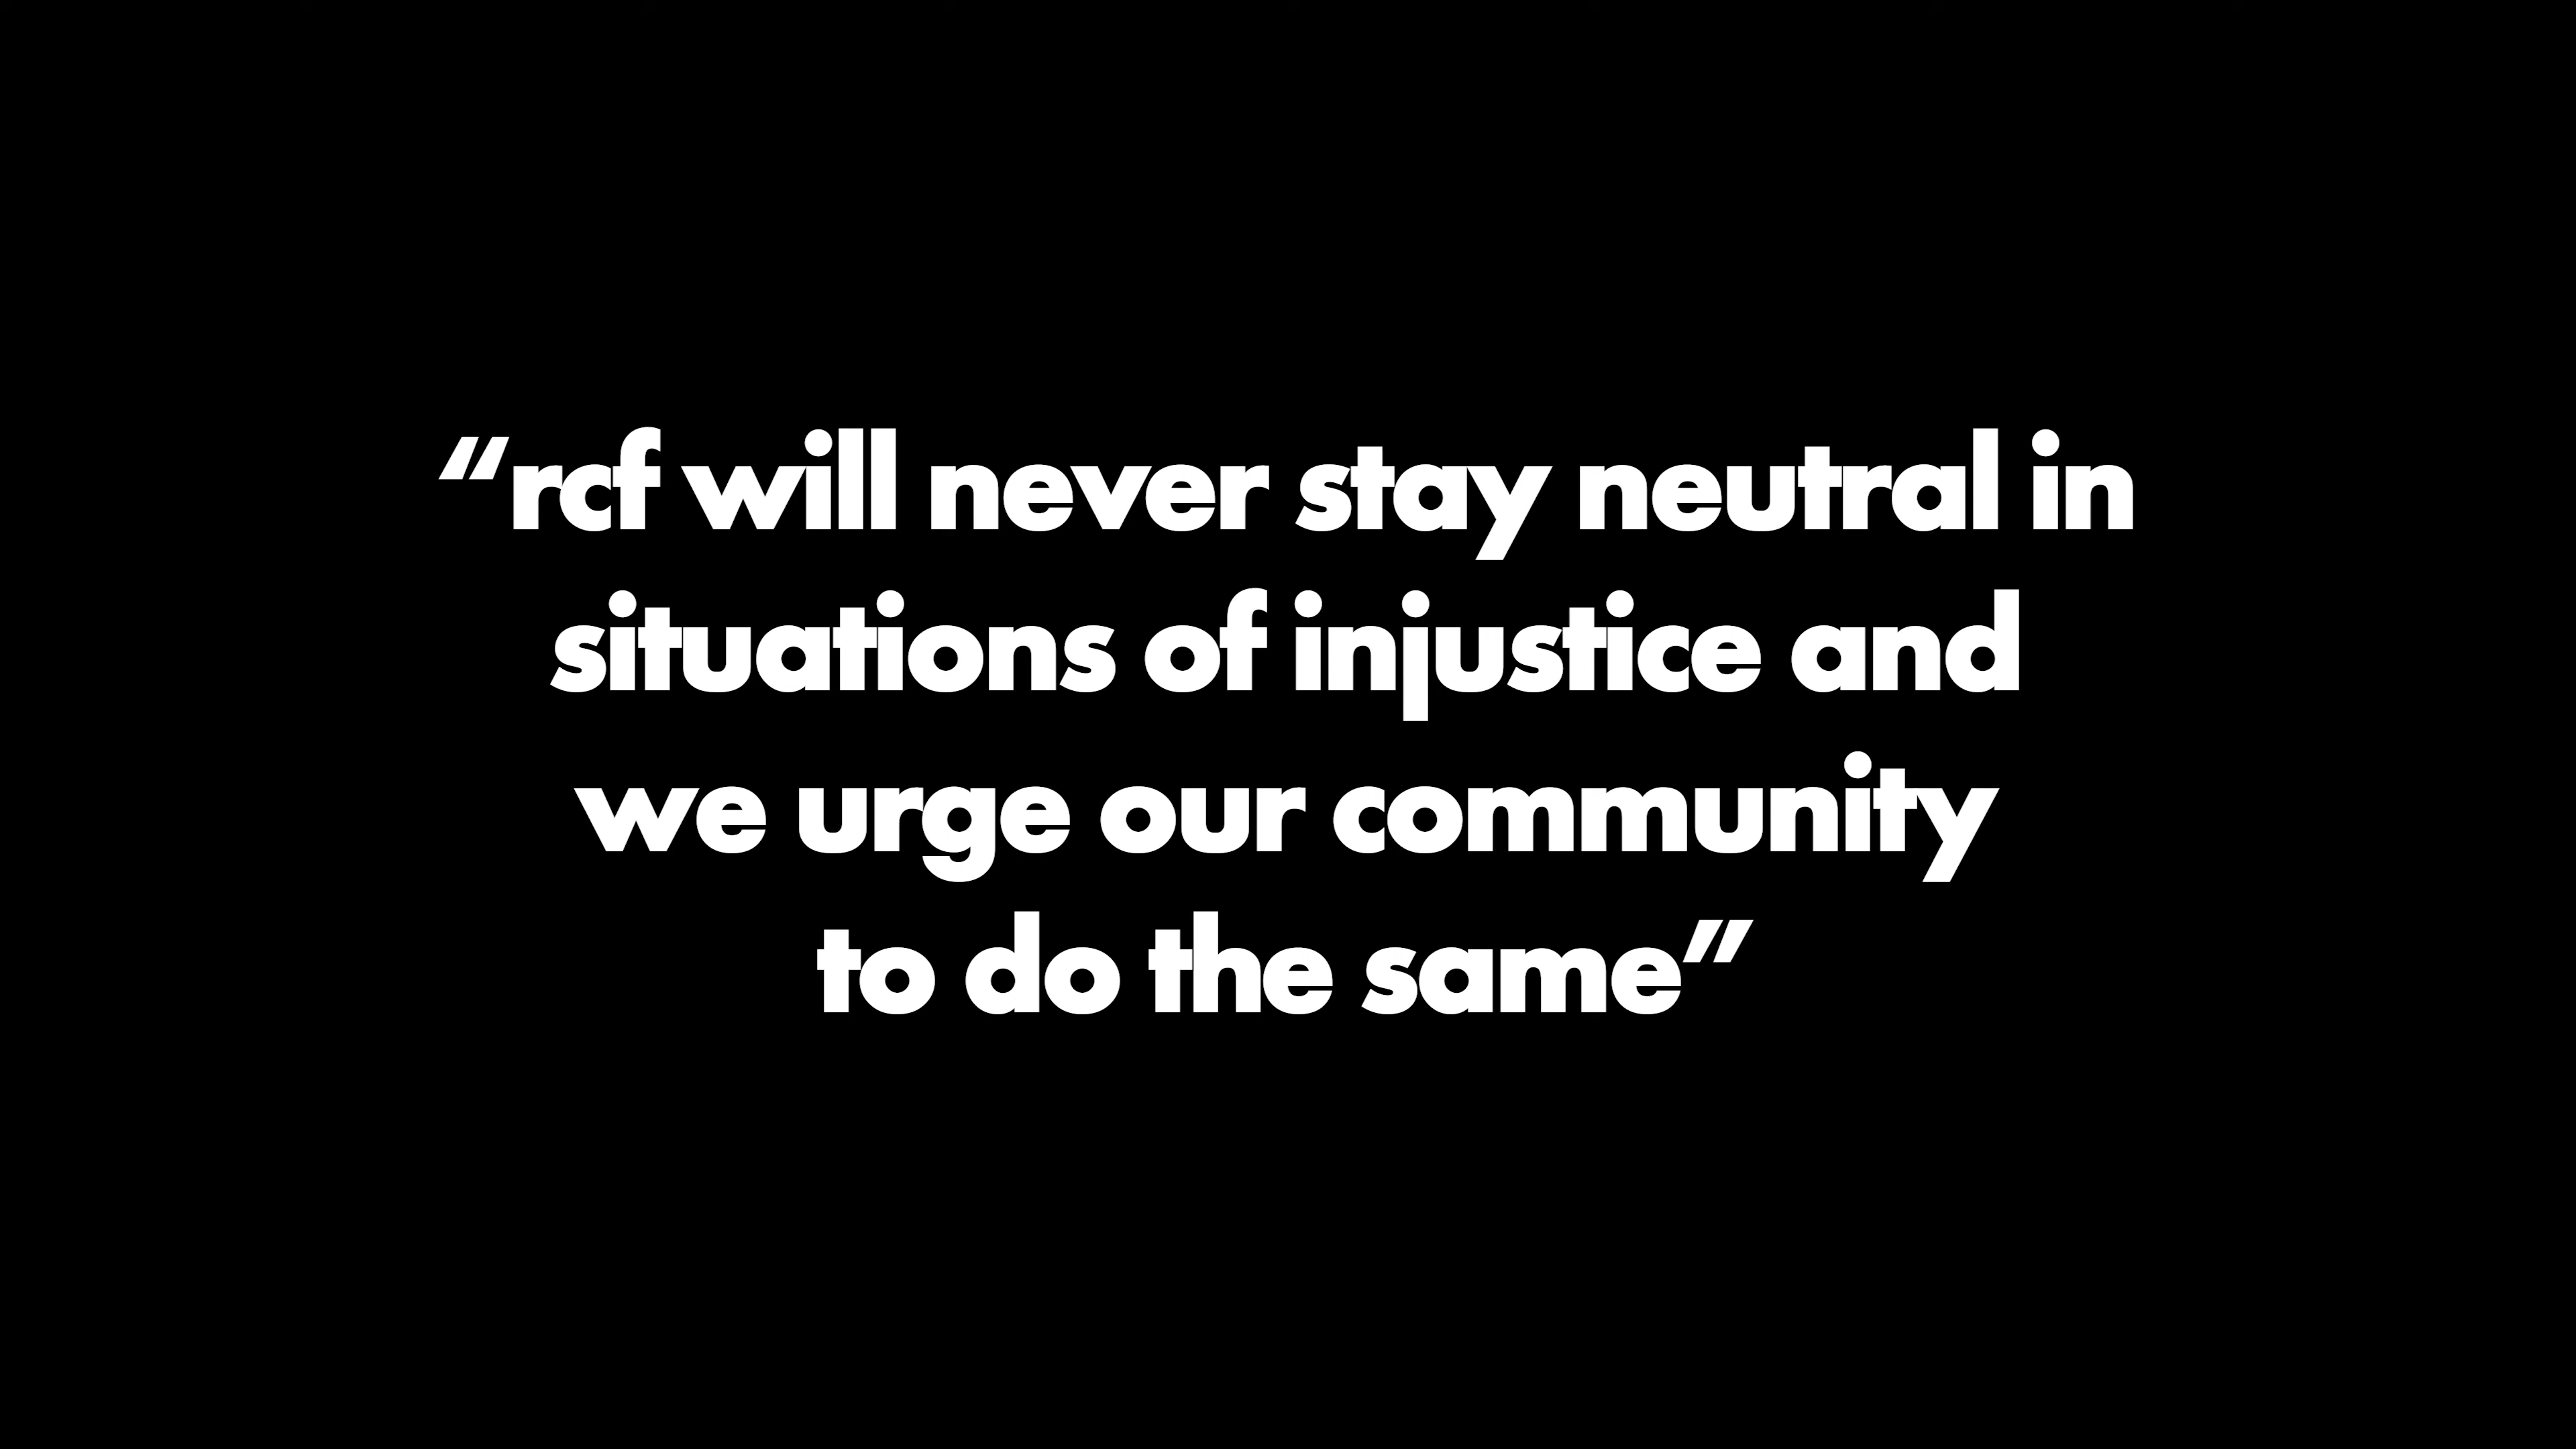 “rcf will never stay neutral in
situations of injustice and
we urge our community
to do the same”